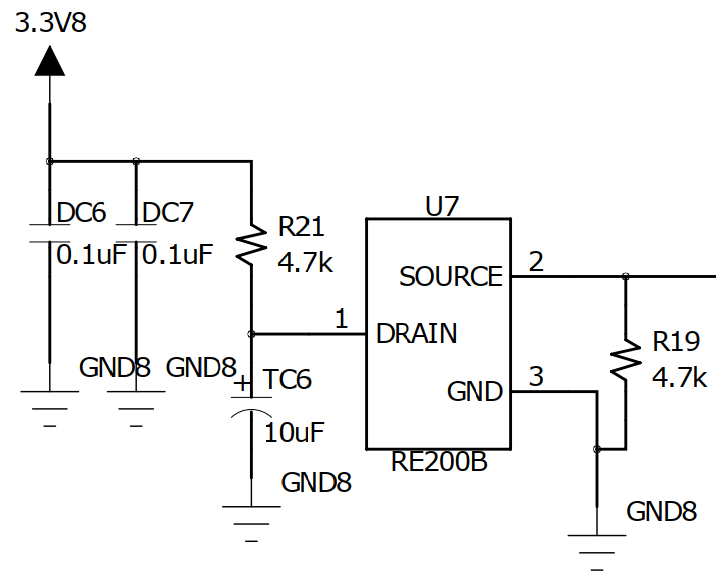 3.3V8
DC6
0.1uF
DC7
0.1uF
R21
4.7k
U7
SOURCE
2
1
DRAIN
GND
3
RE200B
R19
4.7k
GND8
GND8
+
TC6
10uF
GND8
GND8